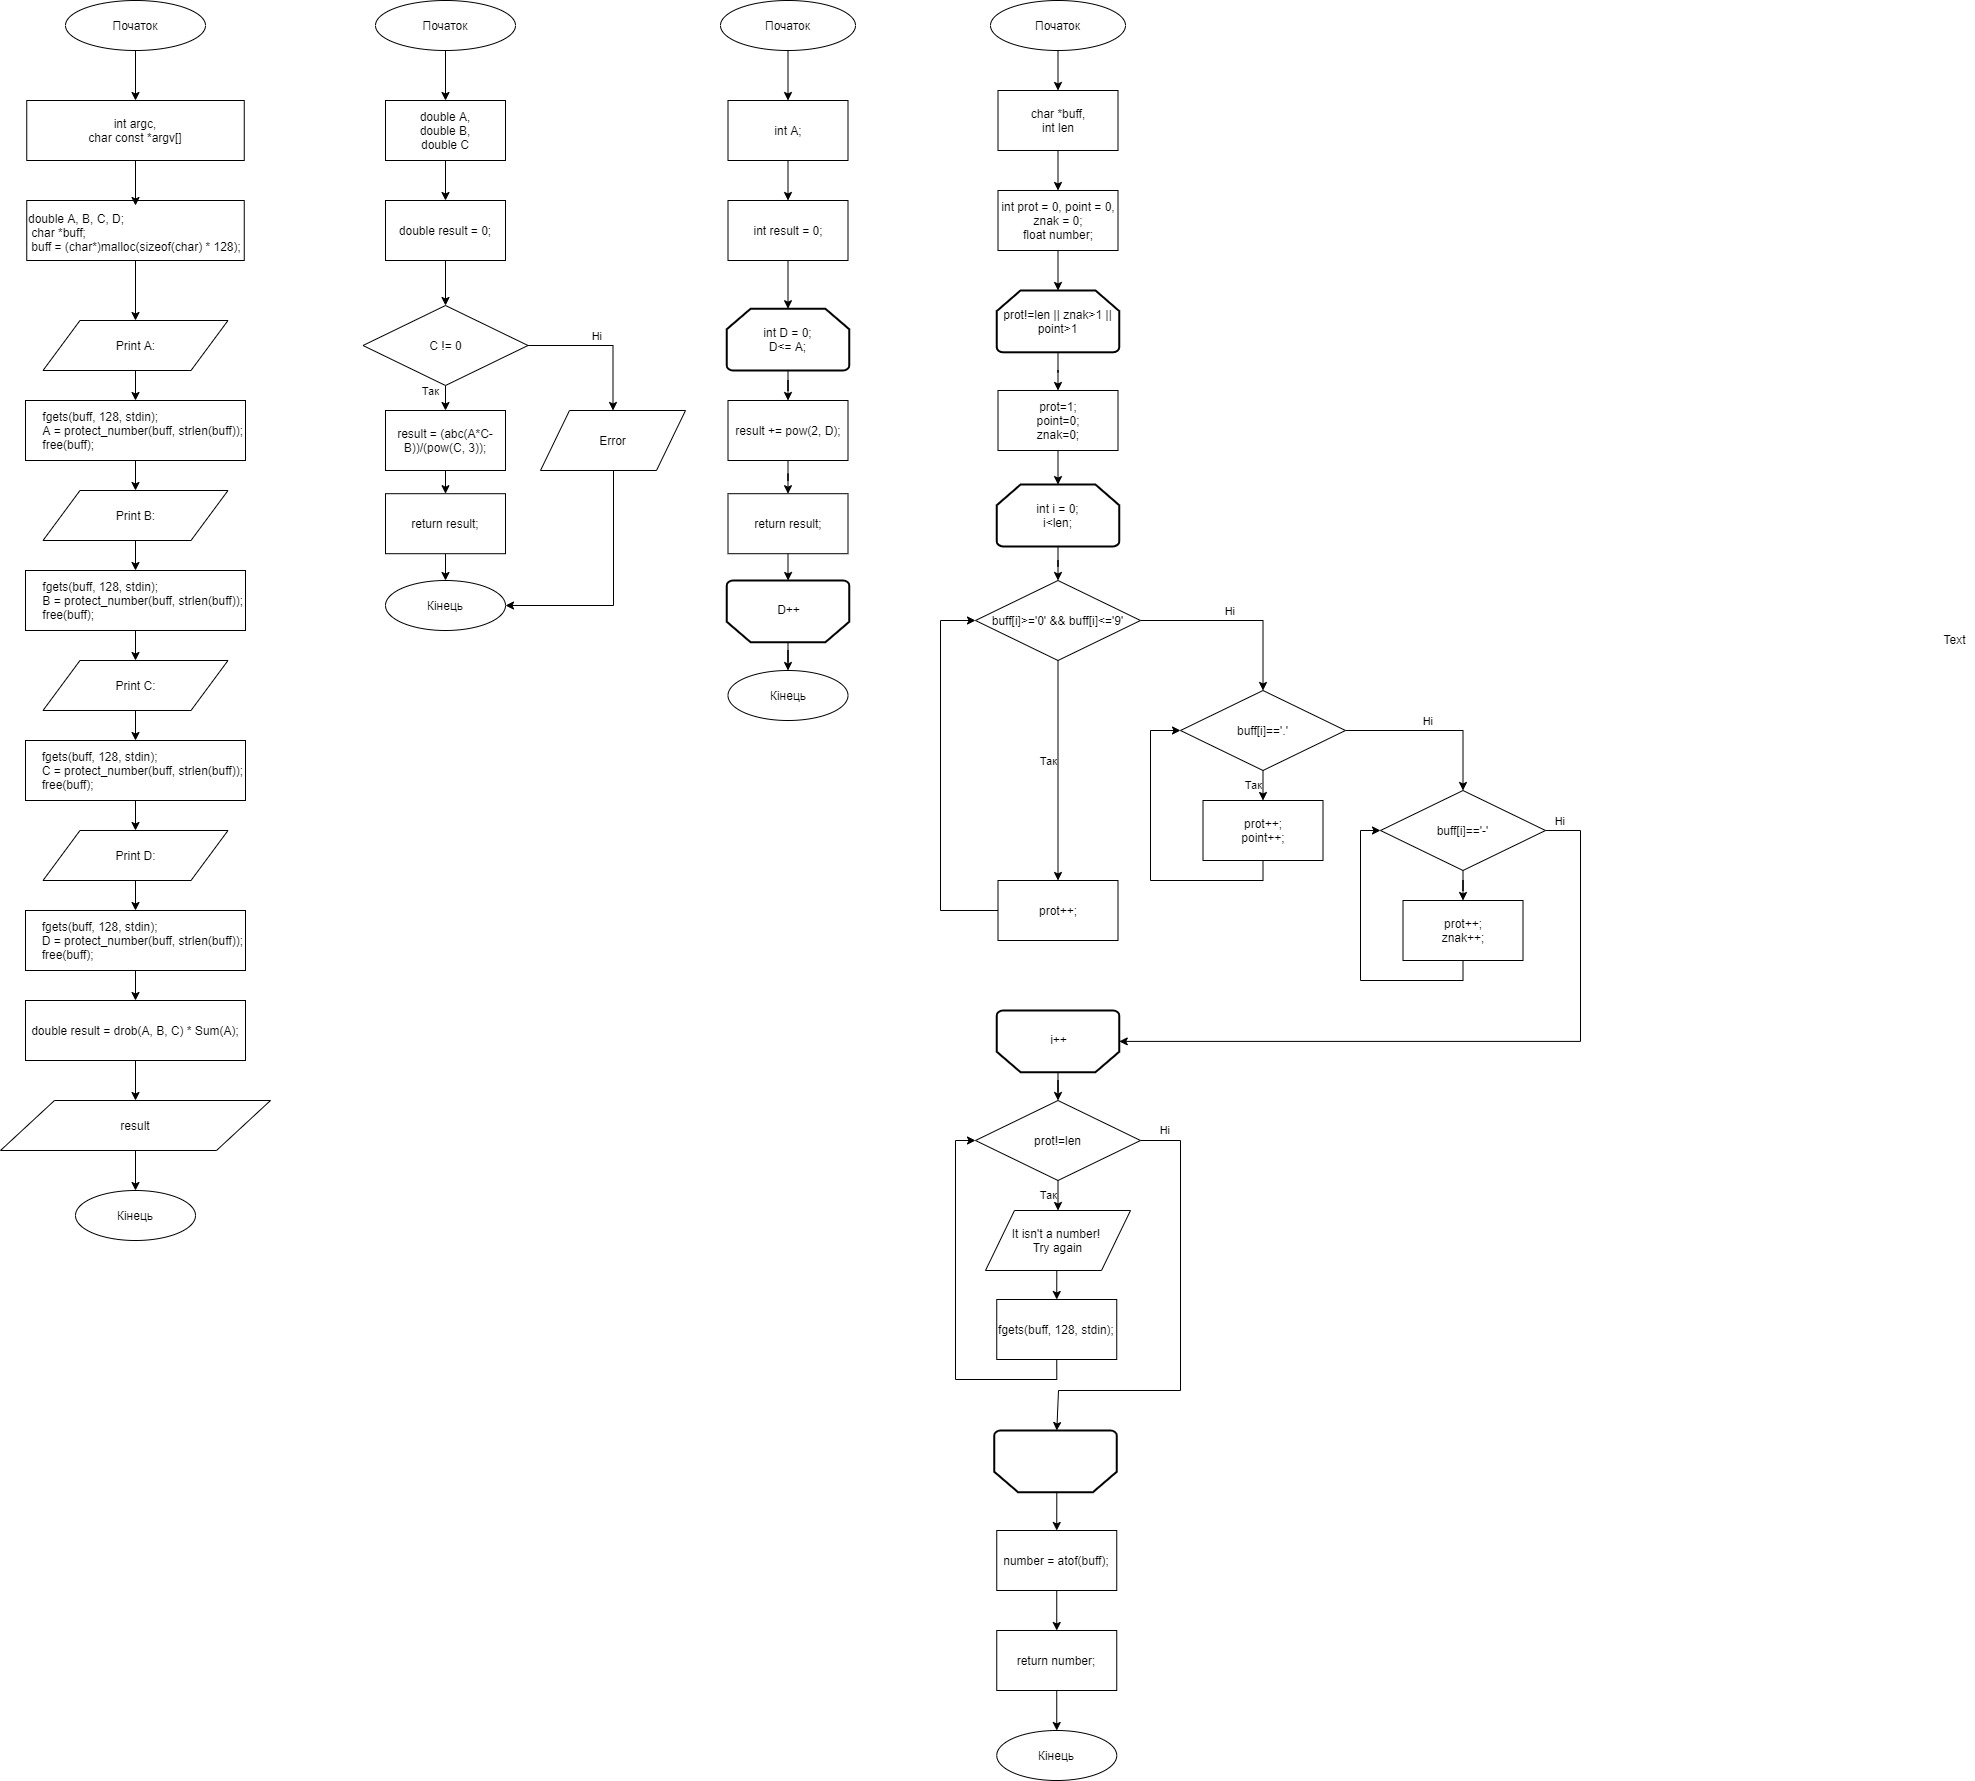 Початок
int argc,
char const *argv[]
double A, B, C, D;
char *buff;
buff = (char*)malloc(sizeof(char) * 128);
Print A:
fgets(buff, 128, stdin);
A = protect_number(buff, strlen(buff));
free(buff);
Print B:
fgets(buff, 128, stdin);
B = protect_number(buff, strlen(buff));
free(buff);
Print C:
fgets(buff, 128, stdin);
C = protect_number(buff, strlen(buff));
free(buff);
Print D:
fgets(buff, 128, stdin);
D = protect_number(buff, strlen(buff));
free(buff);
double result = drob(A, B, C) * Sum(A);
result
Кінець
Початок
double A,
double B,
double C
double result = 0;
C != 0
Ні
Так
result = (abc(A*C-
B))/(pow(C, 3));
Error
return result;
Кінець
Початок
int A;
int result = 0;
int D = 0;
D<= A;
result += pow(2, D);
return result;
D++
Кінець
Початок
char *buff,
int len
int prot = 0, point = 0,
znak = 0;
float number;
prot!=len || znak>1 ||
point>1
prot=1;
point=0;
znak=0;
int i = 0;
i<len;
buff[i]>='0' && buff[i]<='9'
Ні
Так
prot++;
buff[i]=='.'
Ні
Так
prot++;
point++;
buff[i]=='-'
Ні
prot++;
znak++;
i++
prot!=len
Ні
Так
It isn't a number!
Try again
fgets(buff, 128, stdin);
number = atof(buff);
return number;
Кінець
Text